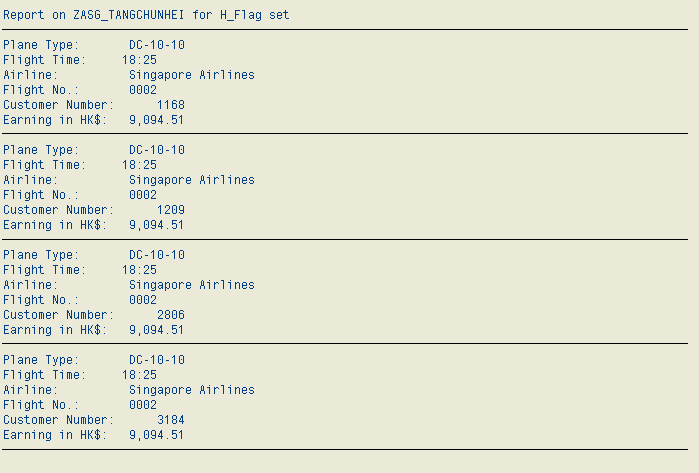 Report on ZASG_TANGCHUNHEI for H_Flag set
Plane Type: DC-10-10
Flight Time: 18:25
Airline: Singapore Airlines
Flight No.: 0002
Customer Number: 1168
Earning in HK$: 9,094.51
Plane Type: DC-10-10
Flight Time: 18:25
Airline: Singapore Airlines
Flight No.: 0002
Customer Number: 1209
Earning in HK$: 9,094.51
Plane Type: DC-10-10
Flight Time: 18:25
Airline: Singapore Airlines
Flight No.: 0002
Customer Number: 2806
Earning in HK$: 9,094.51
Plane Type: DC-10-10
Flight Time: 18:25
Airline: Singapore Airlines
Flight No.: 0002
Customer Number: 3184
Earning in HK$: 9,094.51